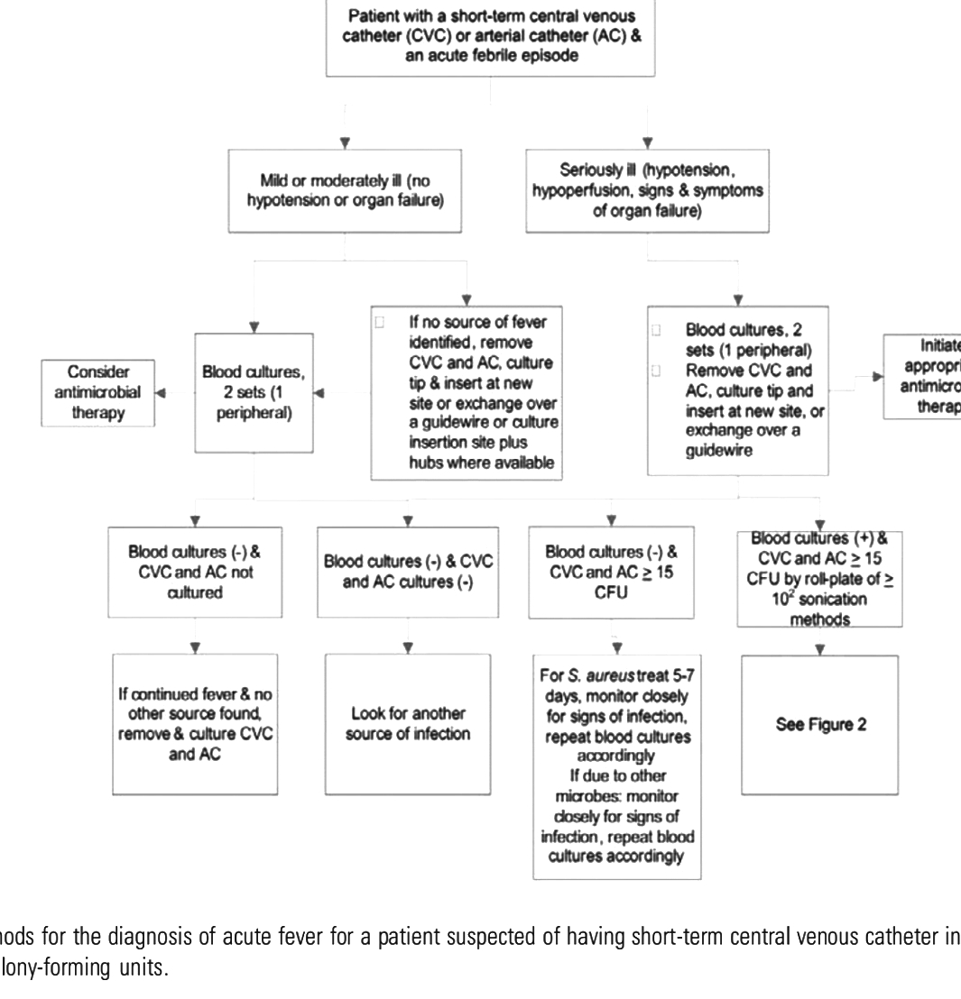 Patient with a short-term central venous
catheter (CVC) or arterial catheter (AC) &
an acute febrile episode
Mild or moderately ill (no
hypotension or organ failure)
Seriously ill (hypotension,
hypoperfusion, signs & symptoms
of organ failure)
Consider
antimicrobial
therapy
Blood cultures,
2 sets (1
peripheral)
If no source of fever
identified, remove
CVC and AC, culture
tip & insert at new
site or exchange over
a guidewire or culture
insertion site plus
hubs where available
Blood cultures, 2
sets (1 peripheral)
Remove CVC and
AC, culture tip and
insert at new site, or
exchange over a
guidewire
Initiate
appropri
antimicro
therap
Blood cultures (-) &
CVC and AC not
cultured
Blood cultures (-) & CVC
and AC cultures (-)
Blood cultures (-) &
CVC and AC ≥ 15
CFU
Blood cultures (+) &
CVC and AC ≥ 15
CFU by roll-plate of ≥
10² sonication
methods
If continued fever & no
other source found,
remove & culture CVC
and AC
Look for another
source of infection
For S. aureus treat 5-7
days, monitor closely
for signs of infection,
repeat blood cultures
accordingly
If due to other
microbes: monitor
closely for signs of
infection, repeat blood
cultures accordingly
See Figure 2
nods for the diagnosis of acute fever for a patient suspected of having short-term central venous catheter in
lony-forming units.